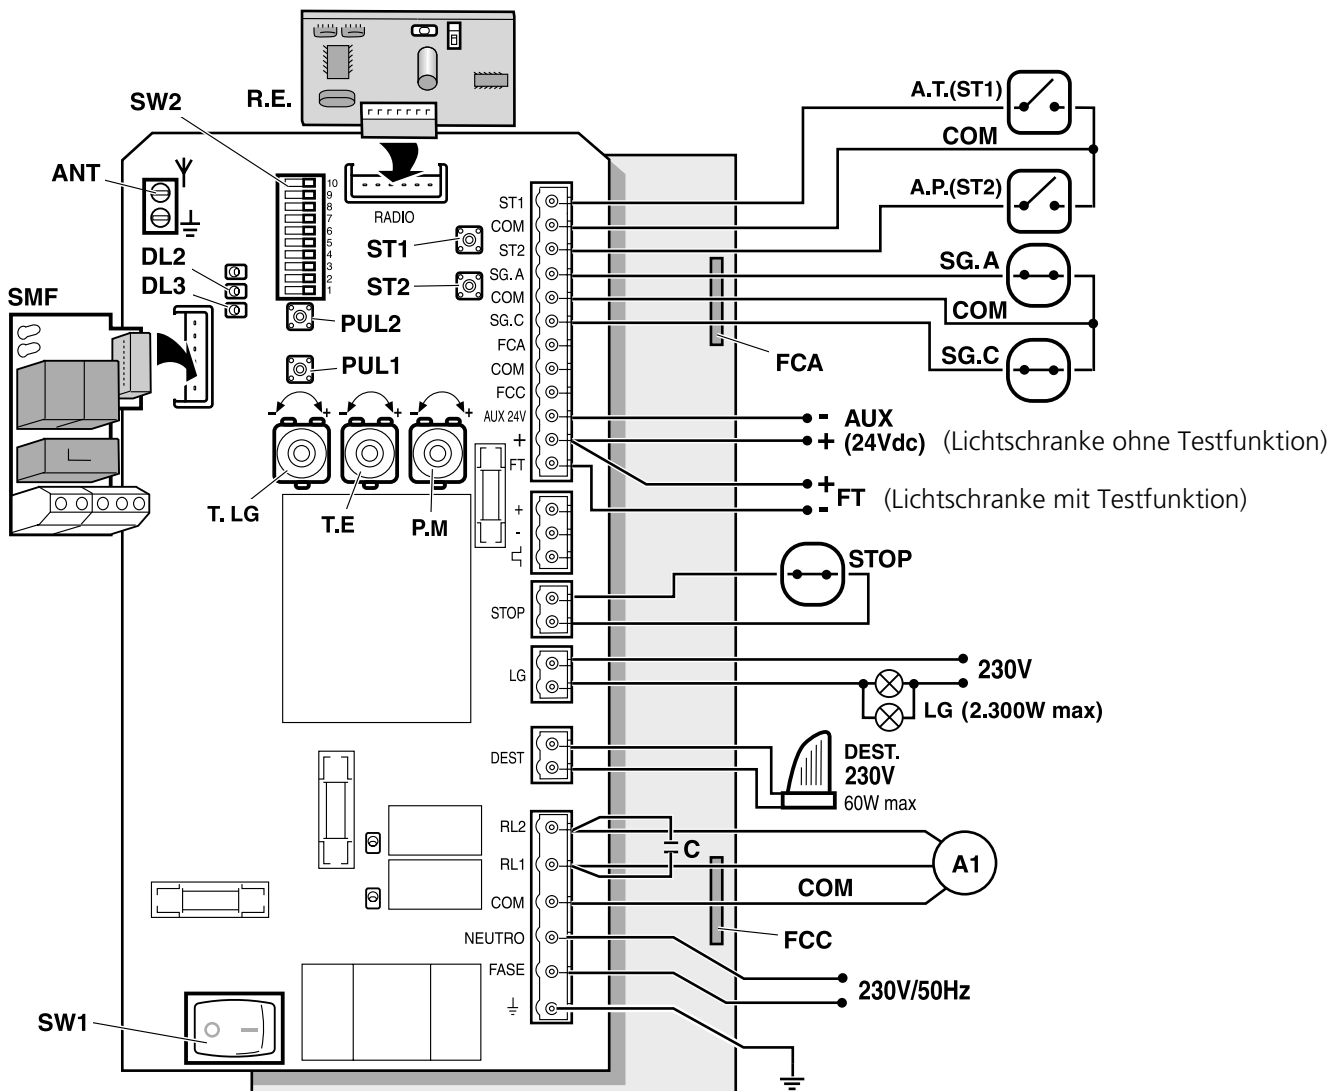 R.E.
SW2
ANT
RADIO
10
9
8
7
6
5
4
3
2
1
ST1
ST2
DL2
DL3
SMF
PUL2
PUL1
- +
- +
- +
T. LG
T.E
P.M
ST1
COM
ST2
SG.A
COM
SG.C
FCA
COM
FCC
AUX 24V
+
FT
+
-
STOP
LG
DEST
RL2
RL1
COM
NEUTRO
FASE
SW1
FCA
FCC
A.T.(ST1)
COM
A.P.(ST2)
SG.A
COM
SG.C
- AUX
+ (24Vdc) (Lichtschranke ohne Testfunktion)
+
FT (Lichtschranke mit Testfunktion)
-
STOP
230V
LG (2.300W max)
DEST.
230V
60W max
C
A1
COM
230V/50Hz